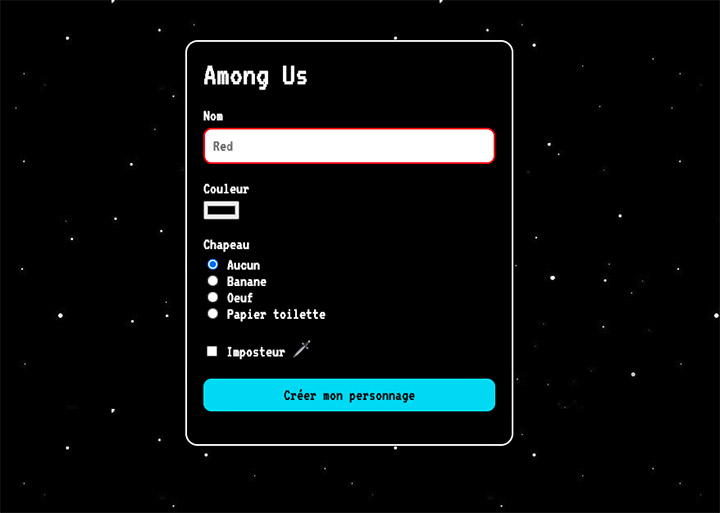 Among Us
Nom
Red
Couleur
Chapeau
Aucun
Banane
Oeuf
Papier toilette
Imposteur
Créer mon personnage